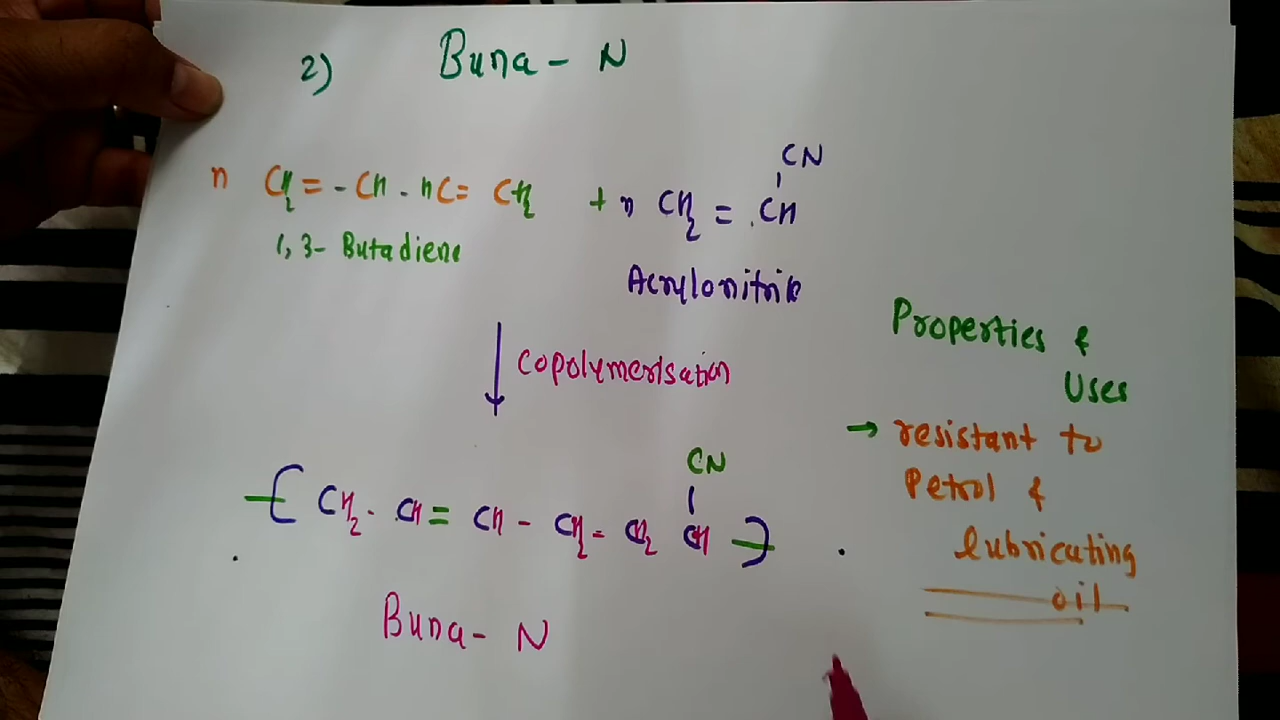 2) Buna - N
n CH2 = - CH - HC = CH2 + n CH2 = CH
CN
1, 3- Butadiene
Acrylonitrile
Copolymerisation
Properties &
Uses
→ resistant to
Petrol &
lubricating
oil
CN
CH2 - CH = CH - CH2 - CH2 CH
Buna - N